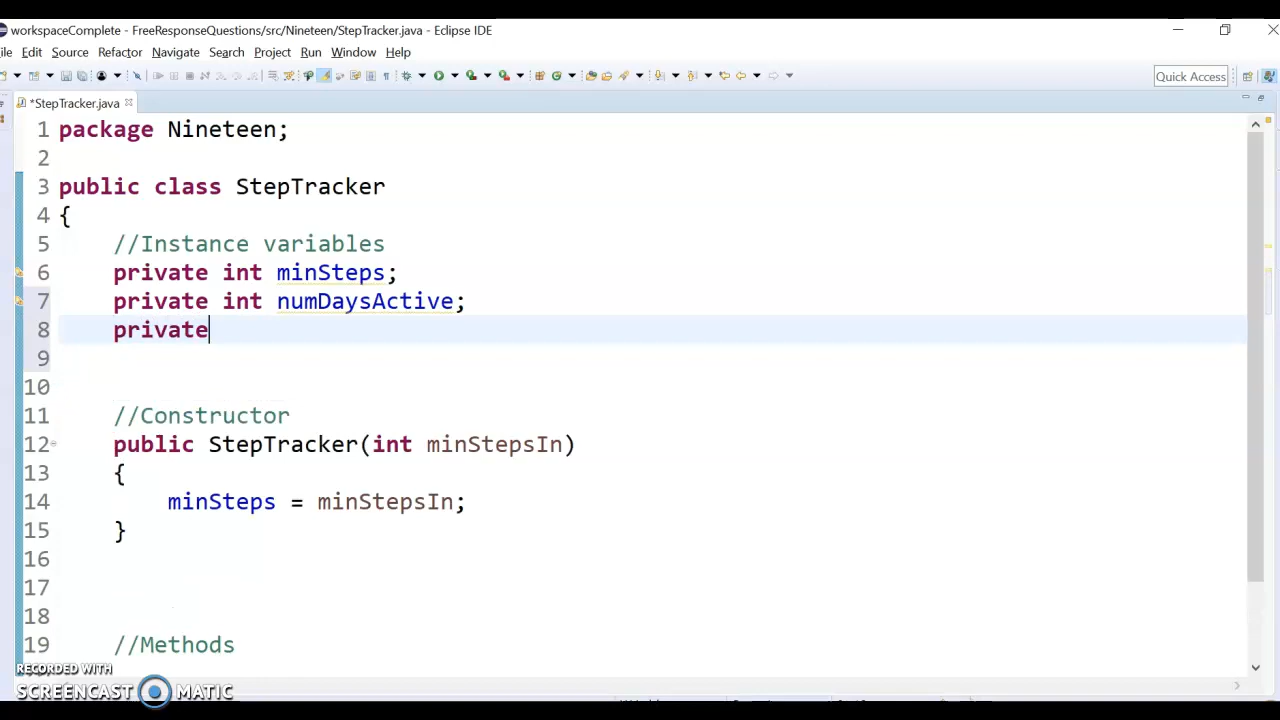 workspaceComplete - FreeResponseQuestions/src/Nineteen/StepTracker.java - Eclipse IDE
ile Edit Source Refactor Navigate Search Project Run Window Help
Quick Access
*StepTracker.java
1 package Nineteen;
2
3 public class StepTracker
4 {
5 //Instance variables
6 private int minSteps;
7 private int numDaysActive;
8 private
9
10
11 //Constructor
12 public StepTracker(int minStepsIn)
13 {
14 minSteps = minStepsIn;
15 }
16
17
18
19 //Methods
RECORDED WITH
SCREENCAST MATIC